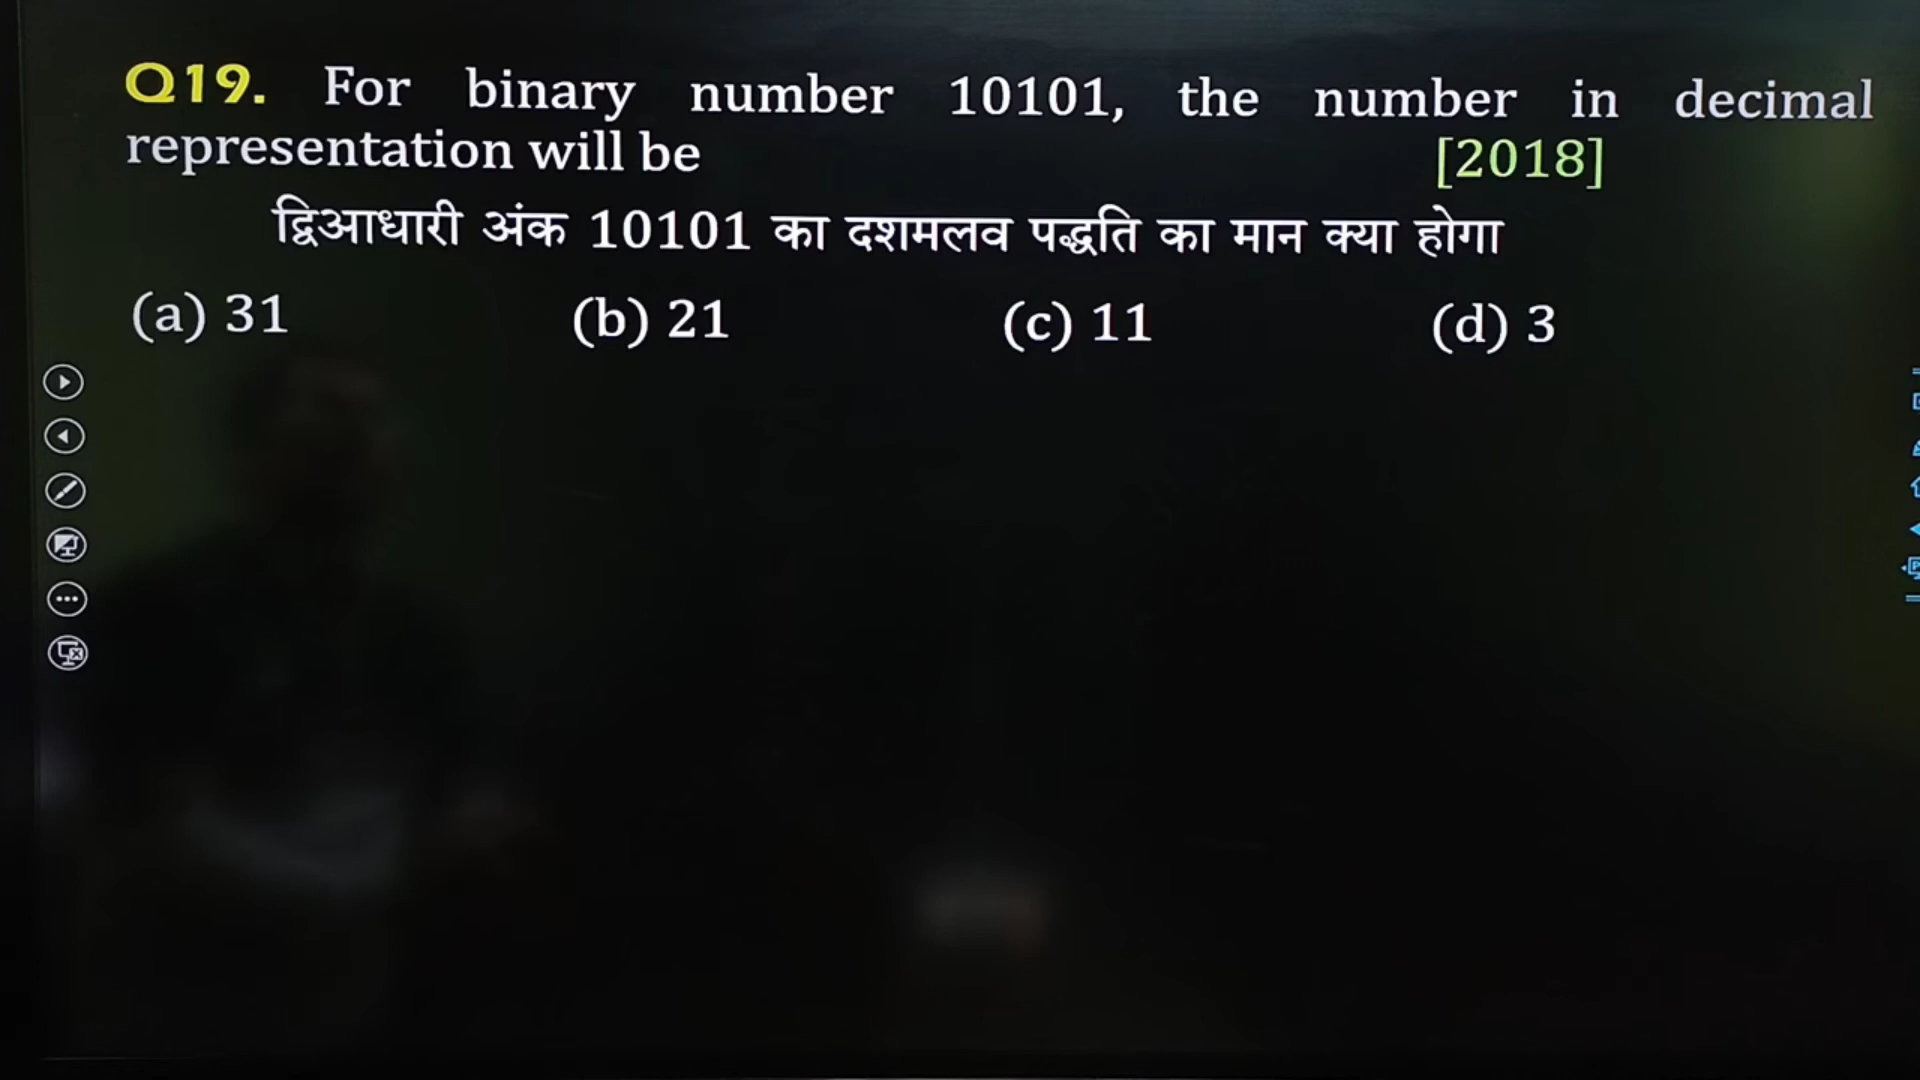 Q19. For binary number 10101, the number in decimal
representation will be [2018]
द्विआधारी अंक 10101 का दशमलव पद्धति का मान क्या होगा
(a) 31 (b) 21 (c) 11 (d) 3